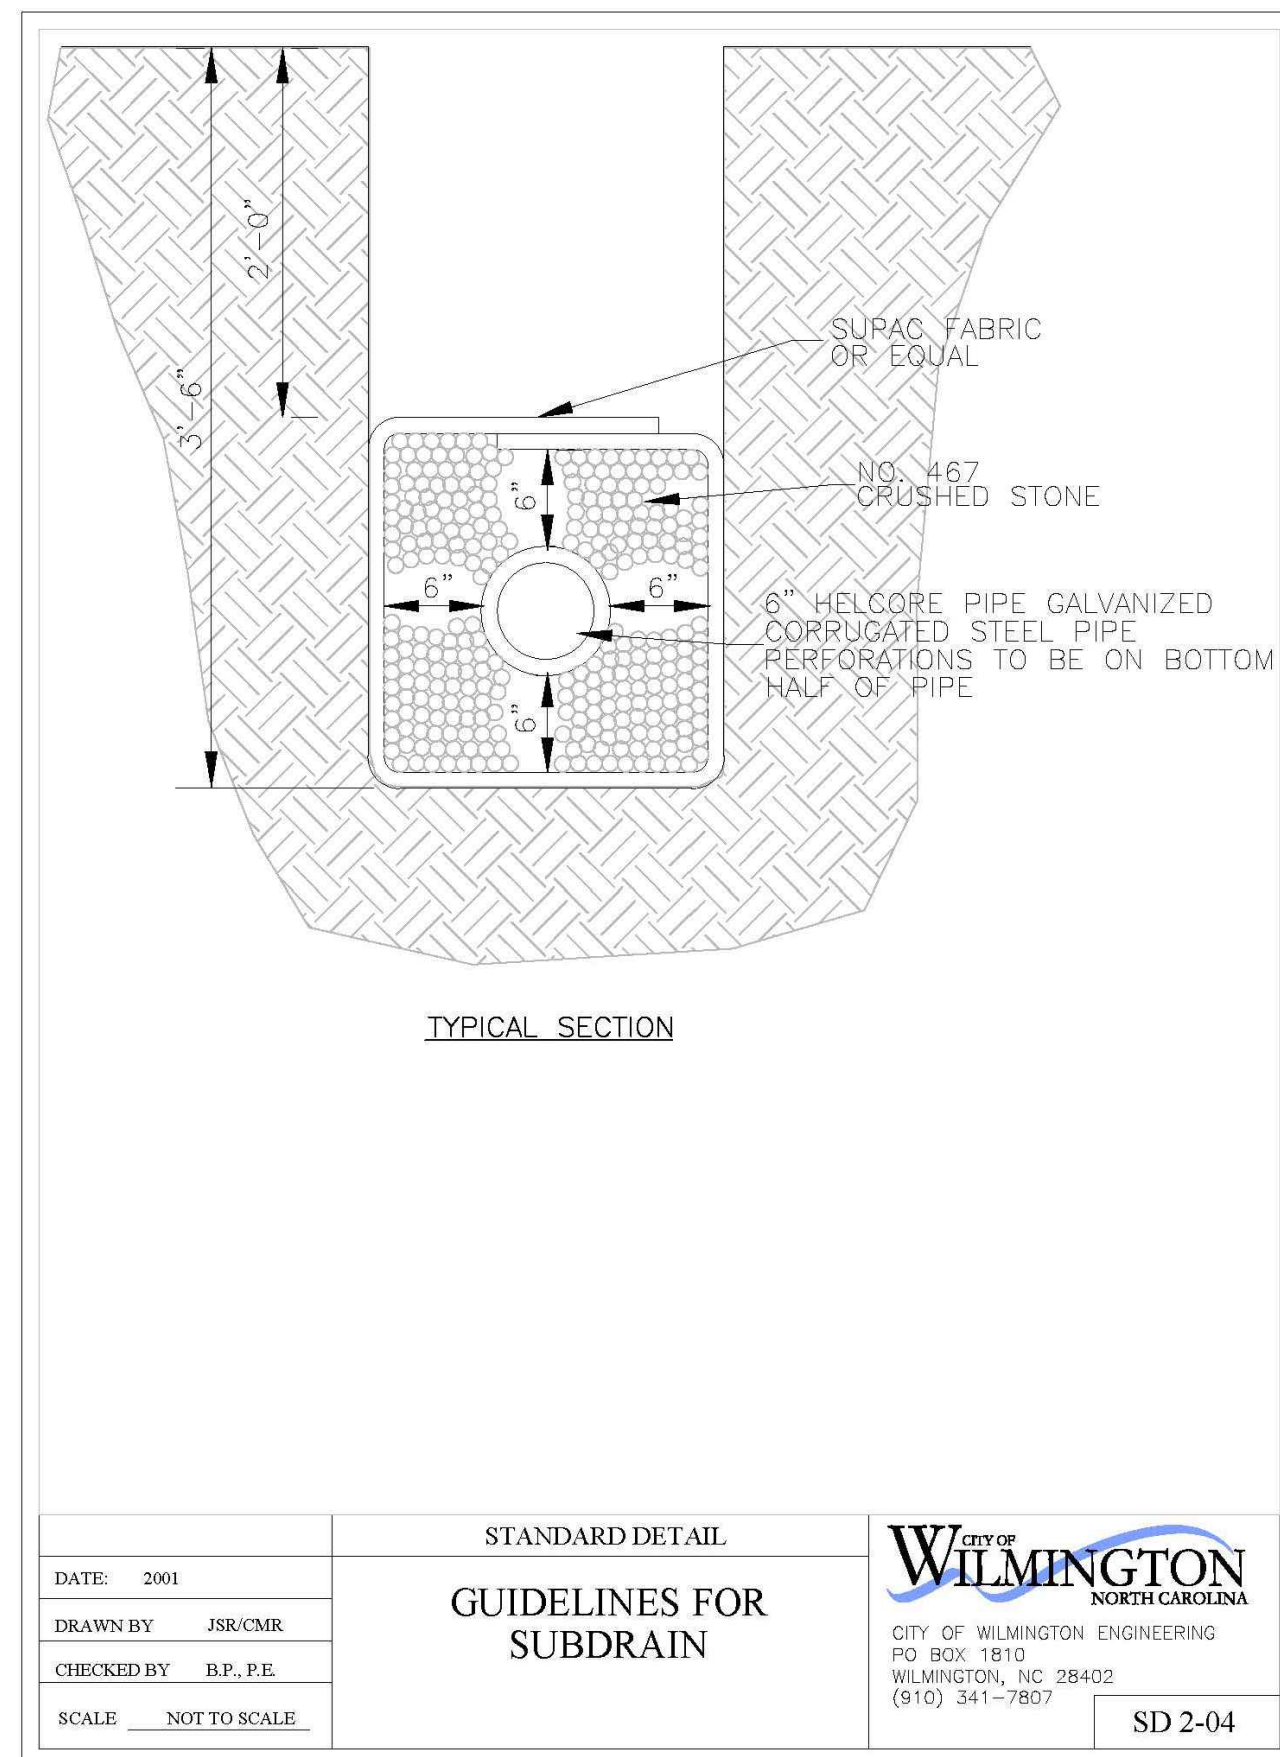 2'-0"
3'-6"
SUPAC FABRIC
OR EQUAL
NO. 467
CRUSHED STONE
6"
6"
6"
6" HELCORE PIPE GALVANIZED
CORRUGATED STEEL PIPE
PERFORATIONS TO BE ON BOTTOM
HALF OF PIPE
6"
TYPICAL SECTION
STANDARD DETAIL
DATE: 2001
DRAWN BY JSR/CMR
CHECKED BY B.P., P.E.
SCALE NOT TO SCALE
GUIDELINES FOR
SUBDRAIN
CITY OF
WILMINGTON
NORTH CAROLINA
CITY OF WILMINGTON ENGINEERING
PO BOX 1810
WILMINGTON, NC 28402
(910) 341-7807
SD 2-04